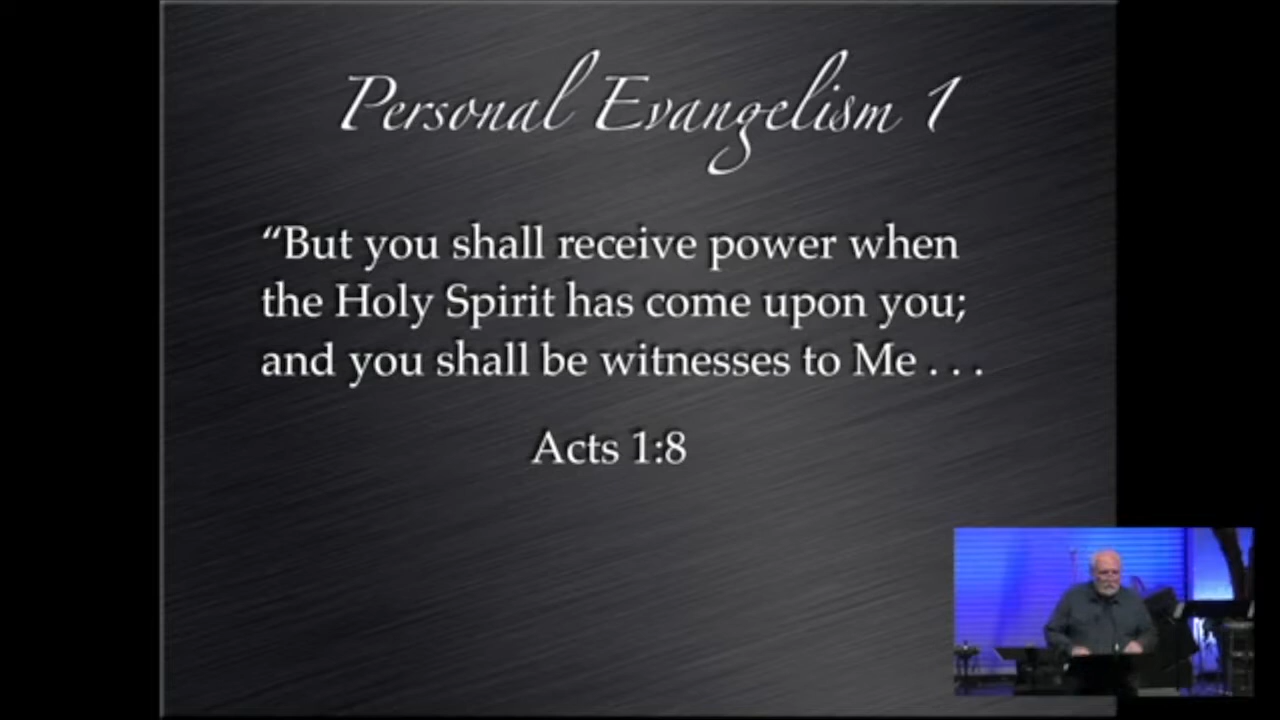 Personal Evangelism 1
“But you shall receive power when
the Holy Spirit has come upon you;
and you shall be witnesses to Me . . .
Acts 1:8